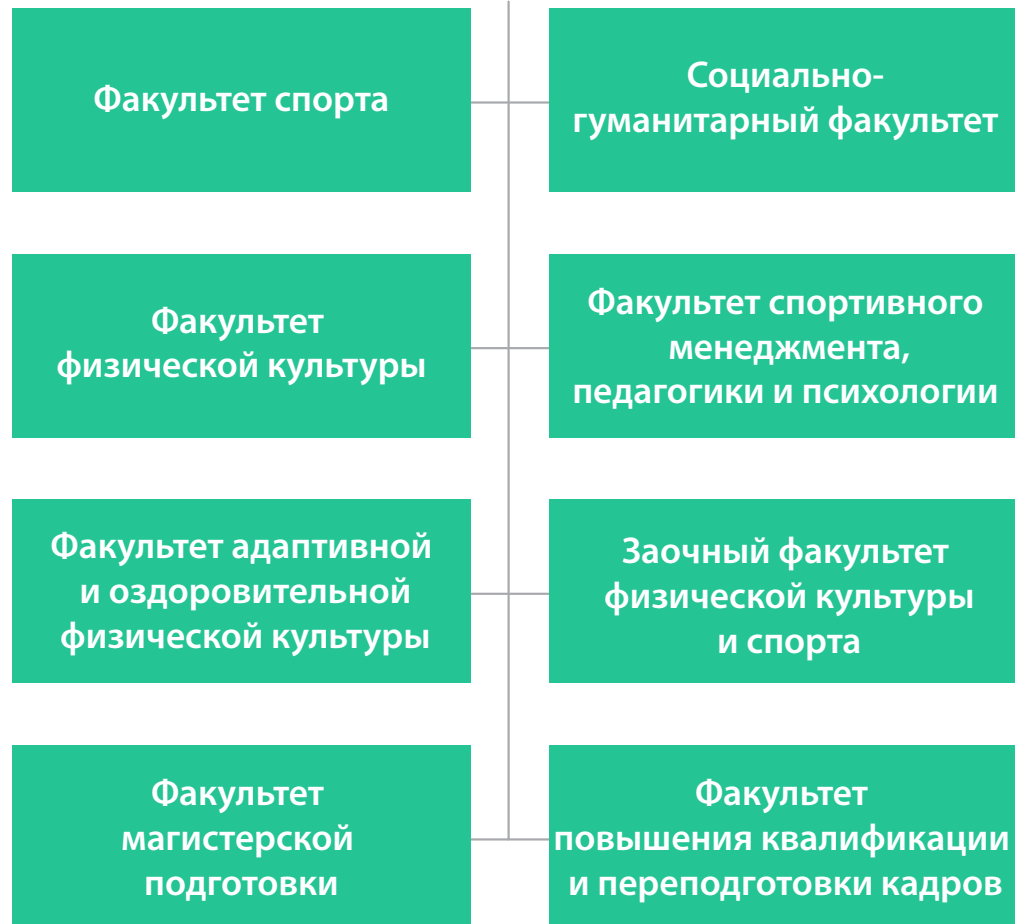 Факультет спорта
Социально-
гуманитарный факультет
Факультет
физической культуры
Факультет спортивного
менеджмента,
педагогики и психологии
Факультет адаптивной
и оздоровительной
физической культуры
Заочный факультет
физической культуры
и спорта
Факультет
магистерской
подготовки
Факультет
повышения квалификации
и переподготовки кадров